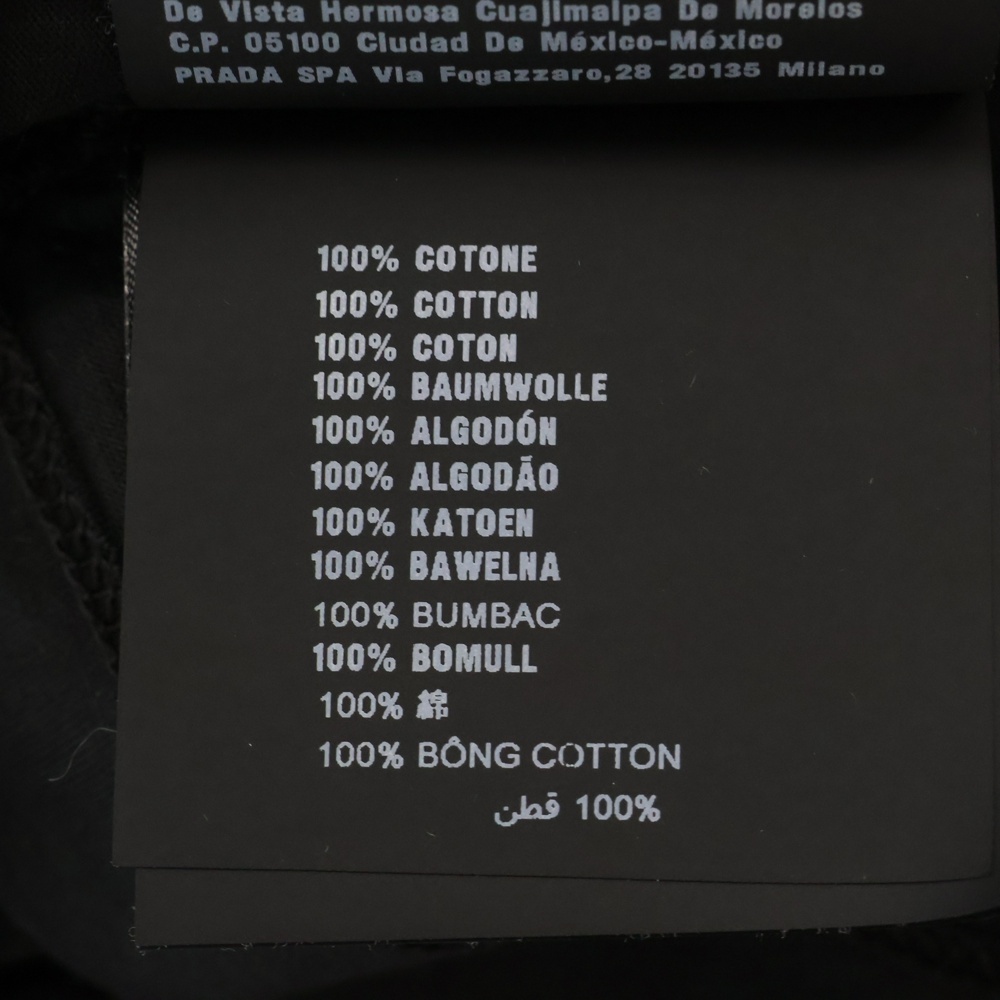 De Vista Hermosa Cuajimalpa De Morelos
C.P. 05100 Ciudad De México-México
PRADA SPA Via Fogazzaro,28 20135 Milano
100% COTONE
100% COTTON
100% COTON
100% BAUMWOLLE
100% ALGODÓN
100% ALGODÃO
100% KATOEN
100% BAWELNA
100% BUMBAC
100% BOMULL
100% 綿
100% BÔNG COTTON
100% قطن